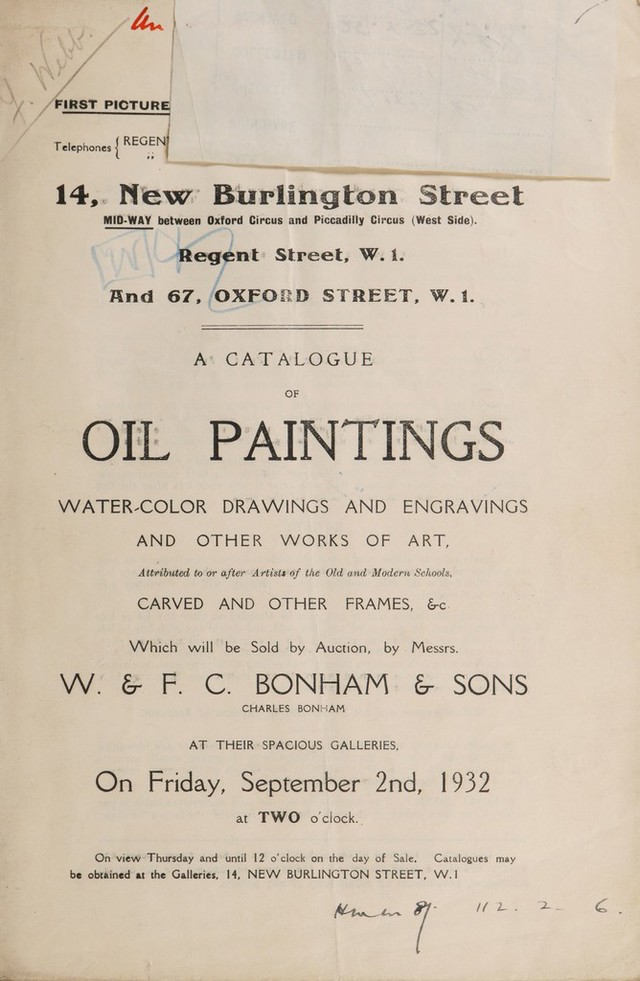 F. Webb.
FIRST PICTURE
Telephones { REGEN
14, New Burlington Street
MID-WAY between Oxford Circus and Piccadilly Circus (West Side).
Regent Street, W.1.
And 67, OXFORD STREET, W.1.
A CATALOGUE
OF
OIL PAINTINGS
WATER-COLOR DRAWINGS AND ENGRAVINGS
AND OTHER WORKS OF ART,
Attributed to or after Artists of the Old and Modern Schools,
CARVED AND OTHER FRAMES, &c.
Which will be Sold by Auction, by Messrs.
W. & F. C. BONHAM & SONS
CHARLES BONHAM
AT THEIR SPACIOUS GALLERIES,
On Friday, September 2nd, 1932
at TWO o'clock.
On view Thursday and until 12 o'clock on the day of Sale. Catalogues may
be obtained at the Galleries, 14, NEW BURLINGTON STREET, W.1
112. 2 - 6.